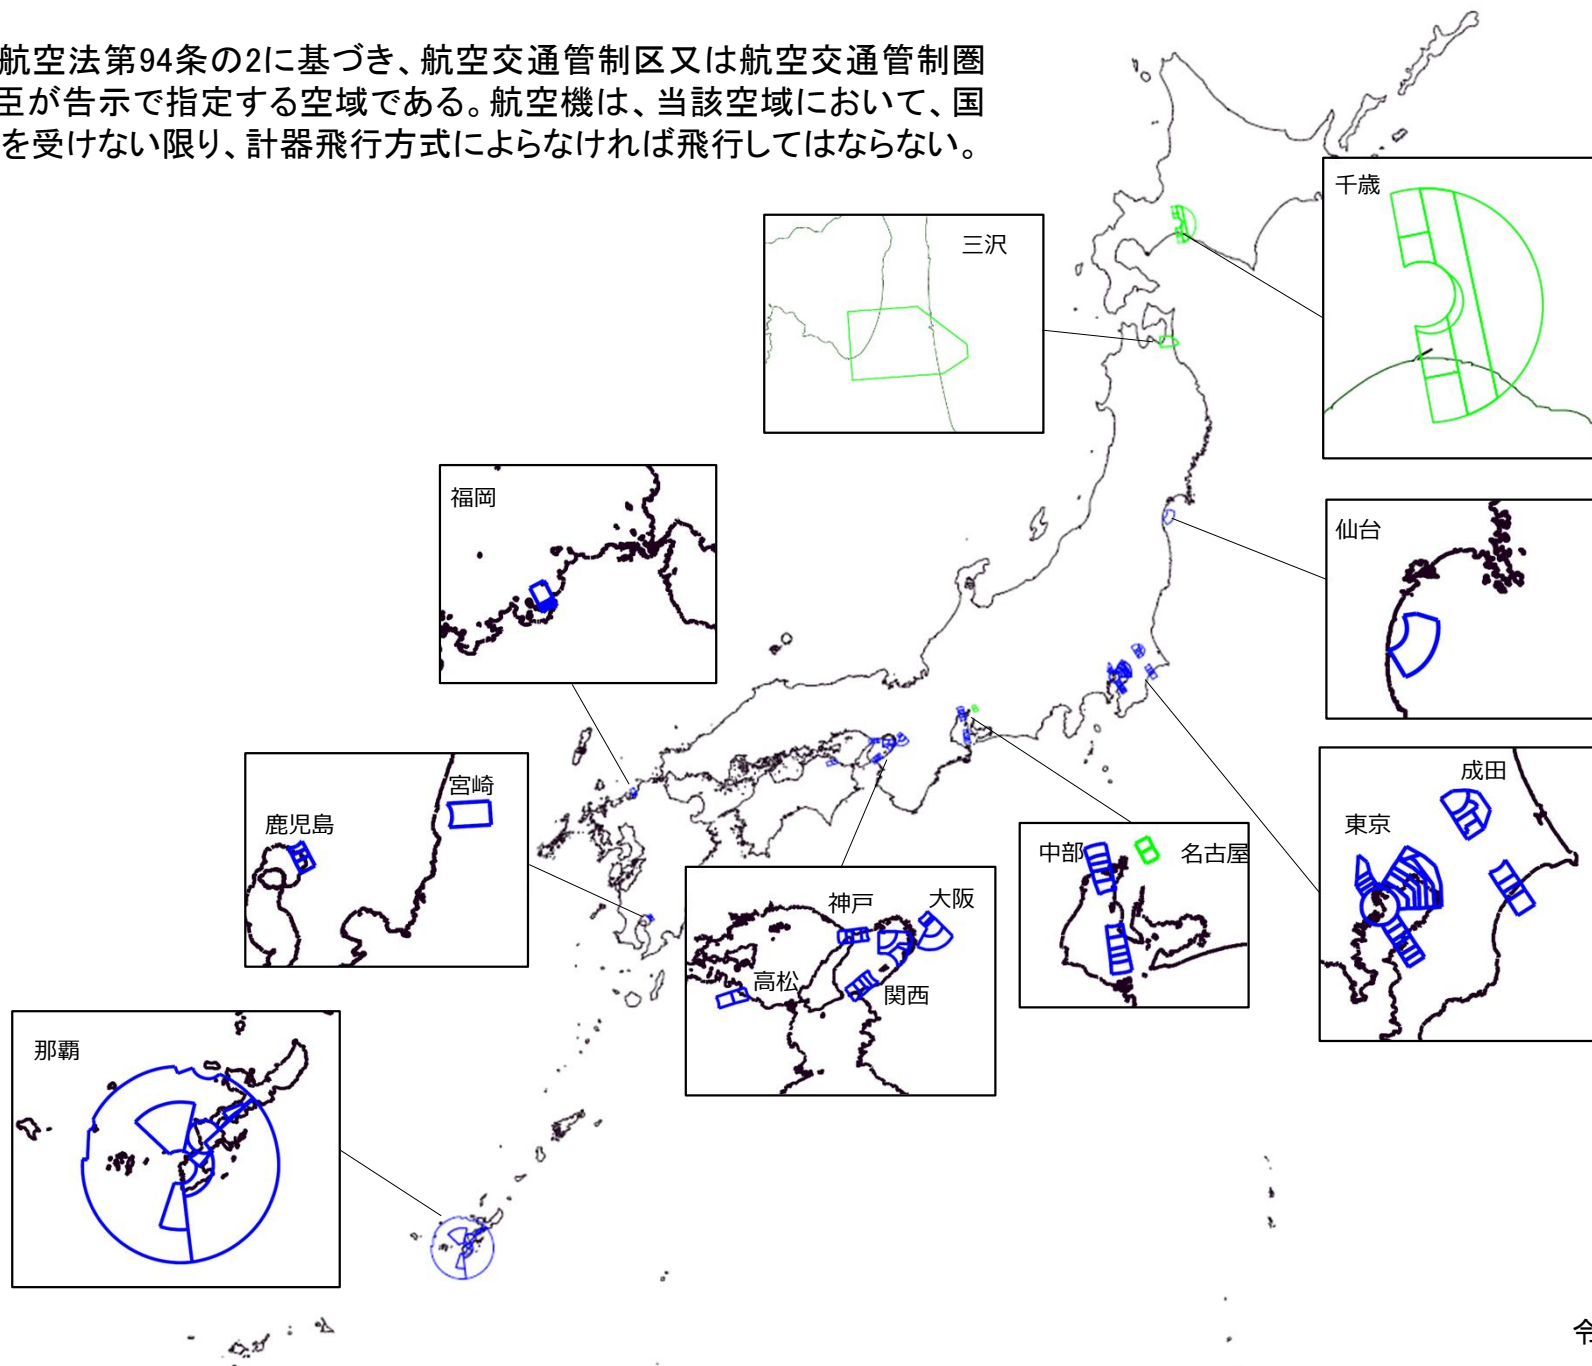 航空法第94条の2に基づき、航空交通管制区又は航空交通管制圏
臣が告示で指定する空域である。航空機は、当該空域において、国
を受けない限り、計器飛行方式によらなければ飛行してはならない。
千歳
三沢
福岡
仙台
宮崎
鹿児島
成田
東京
中部
名古屋
神戸
大阪
高松
関西
那覇
令